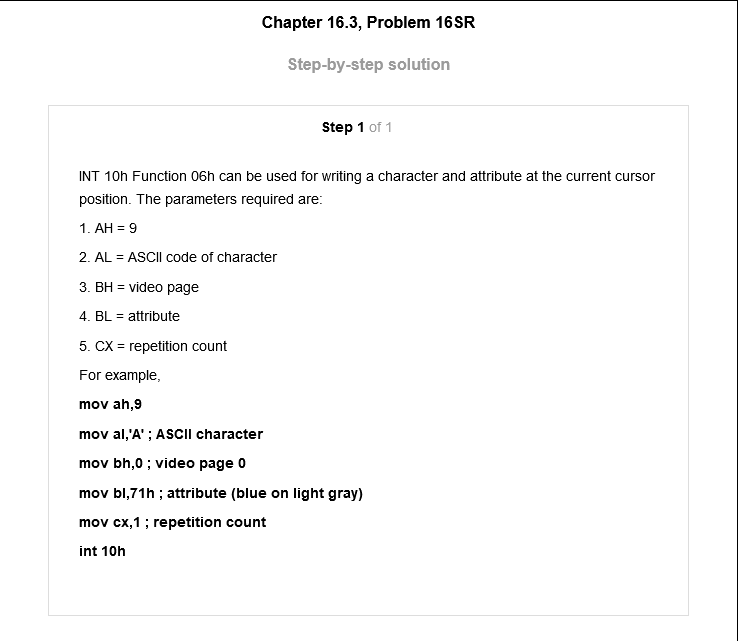 Chapter 16.3, Problem 16SR
Step-by-step solution
Step 1 of 1
INT 10h Function 06h can be used for writing a character and attribute at the current cursor
position. The parameters required are:
1. AH = 9
2. AL = ASCII code of character
3. BH = video page
4. BL = attribute
5. CX = repetition count
For example,
mov ah,9
mov al,'A' ; ASCII character
mov bh,0 ; video page 0
mov bl,71h ; attribute (blue on light gray)
mov cx,1 ; repetition count
int 10h